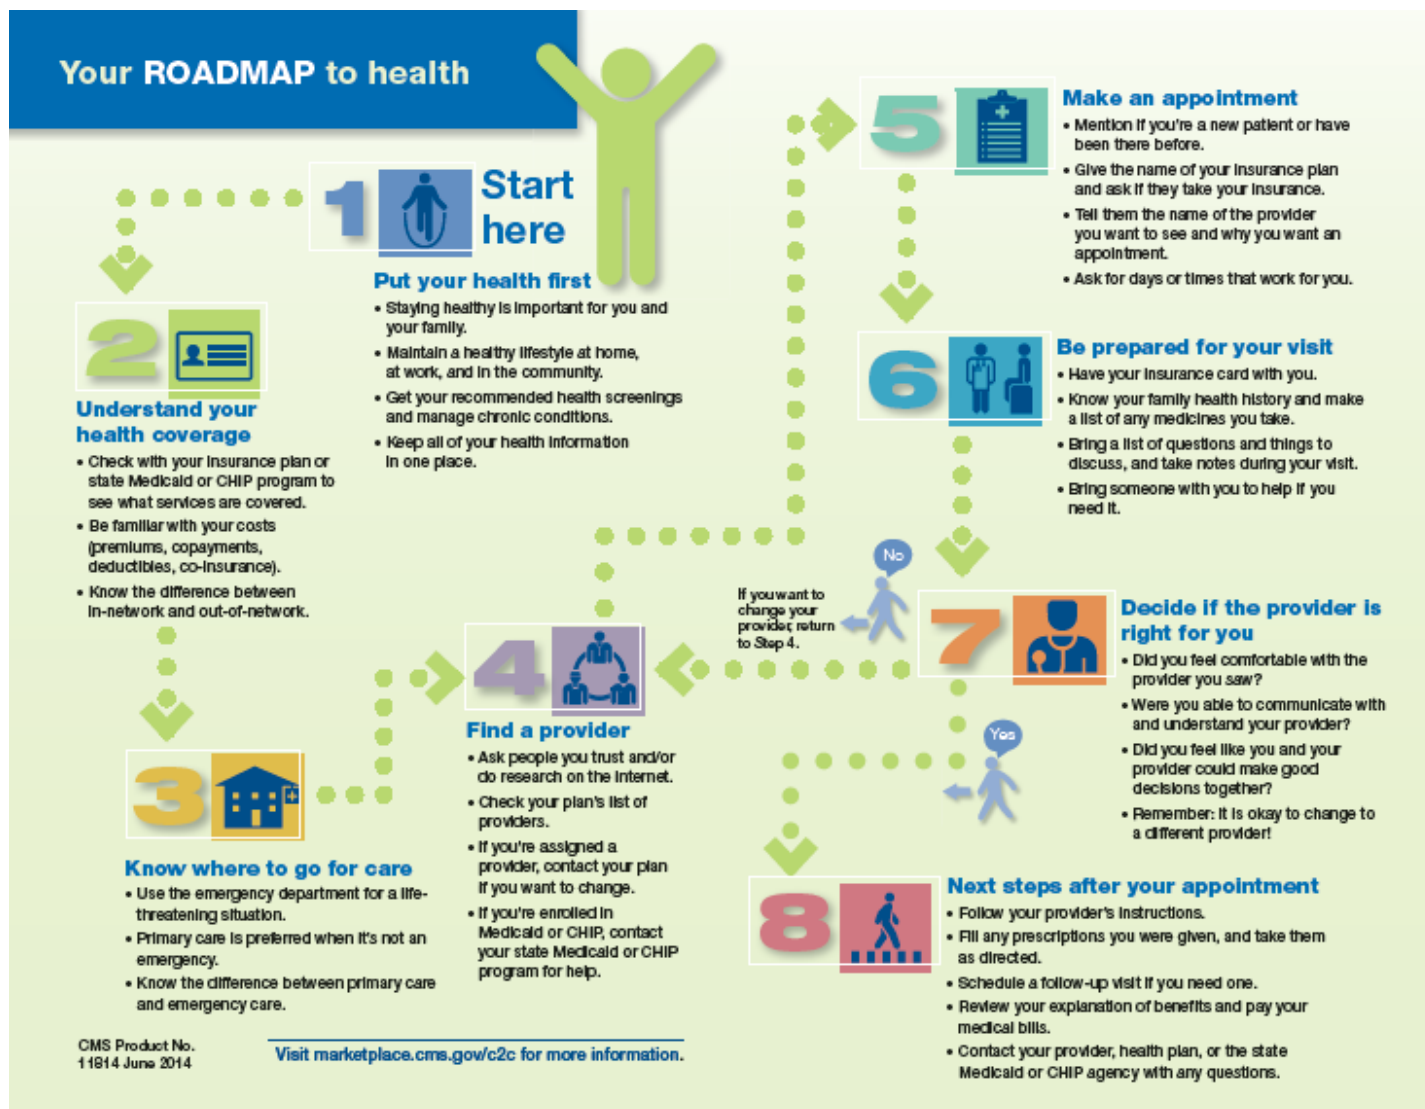 Your ROADMAP to health
1
Start
here
Put your health first
• Staying healthy is important for you and
your family.
• Maintain a healthy lifestyle at home,
at work, and in the community.
• Get your recommended health screenings
and manage chronic conditions.
• Keep all of your health information
in one place.
2
Understand your
health coverage
• Check with your insurance plan or
state Medicaid or CHIP program to
see what services are covered.
• Be familiar with your costs
(premiums, copayments,
deductibles, co-insurance).
• Know the difference between
in-network and out-of-network.
3
Know where to go for care
• Use the emergency department for a life-
threatening situation.
• Primary care is preferred when it's not an
emergency.
• Know the difference between primary care
and emergency care.
4
Find a provider
• Ask people you trust and/or
do research on the internet.
• Check your plan's list of
providers.
• If you're assigned a
provider, contact your plan
if you want to change.
• If you're enrolled in
Medicaid or CHIP, contact
your state Medicaid or CHIP
program for help.
5
Make an appointment
• Mention if you're a new patient or have
been there before.
• Give the name of your insurance plan
and ask if they take your insurance.
• Tell them the name of the provider
you want to see and why you want an
appointment.
• Ask for days or times that work for you.
6
Be prepared for your visit
• Have your insurance card with you.
• Know your family health history and make
a list of any medicines you take.
• Bring a list of questions and things to
discuss, and take notes during your visit.
• Bring someone with you to help if you
need it.
7
Decide if the provider is
right for you
• Did you feel comfortable with the
provider you saw?
• Were you able to communicate with
and understand your provider?
• Did you feel like you and your
provider could make good
decisions together?
• Remember: it is okay to change to
a different provider!
No
If you want to
change your
provider, return
to Step 4.
Yes
8
Next steps after your appointment
• Follow your provider's instructions.
• Fill any prescriptions you were given, and take them
as directed.
• Schedule a follow-up visit if you need one.
• Review your explanation of benefits and pay your
medical bills.
• Contact your provider, health plan, or the state
Medicaid or CHIP agency with any questions.
CMS Product No.
11814 June 2014
Visit marketplace.cms.gov/c2c for more information.